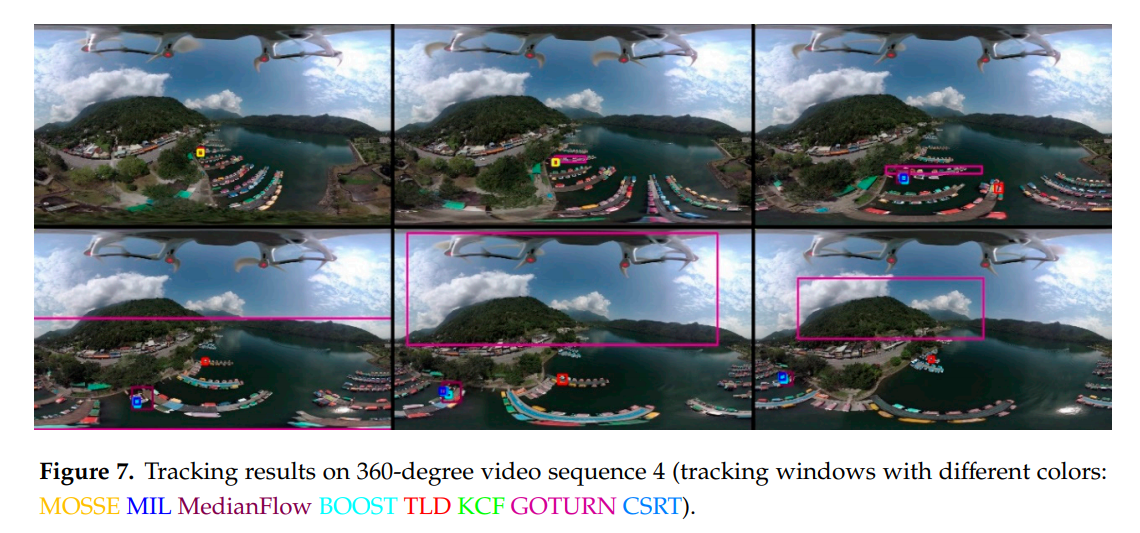 Figure 7. Tracking results on 360-degree video sequence 4 (tracking windows with different colors:
MOSSE MIL MedianFlow BOOST TLD KCF GOTURN CSRT).